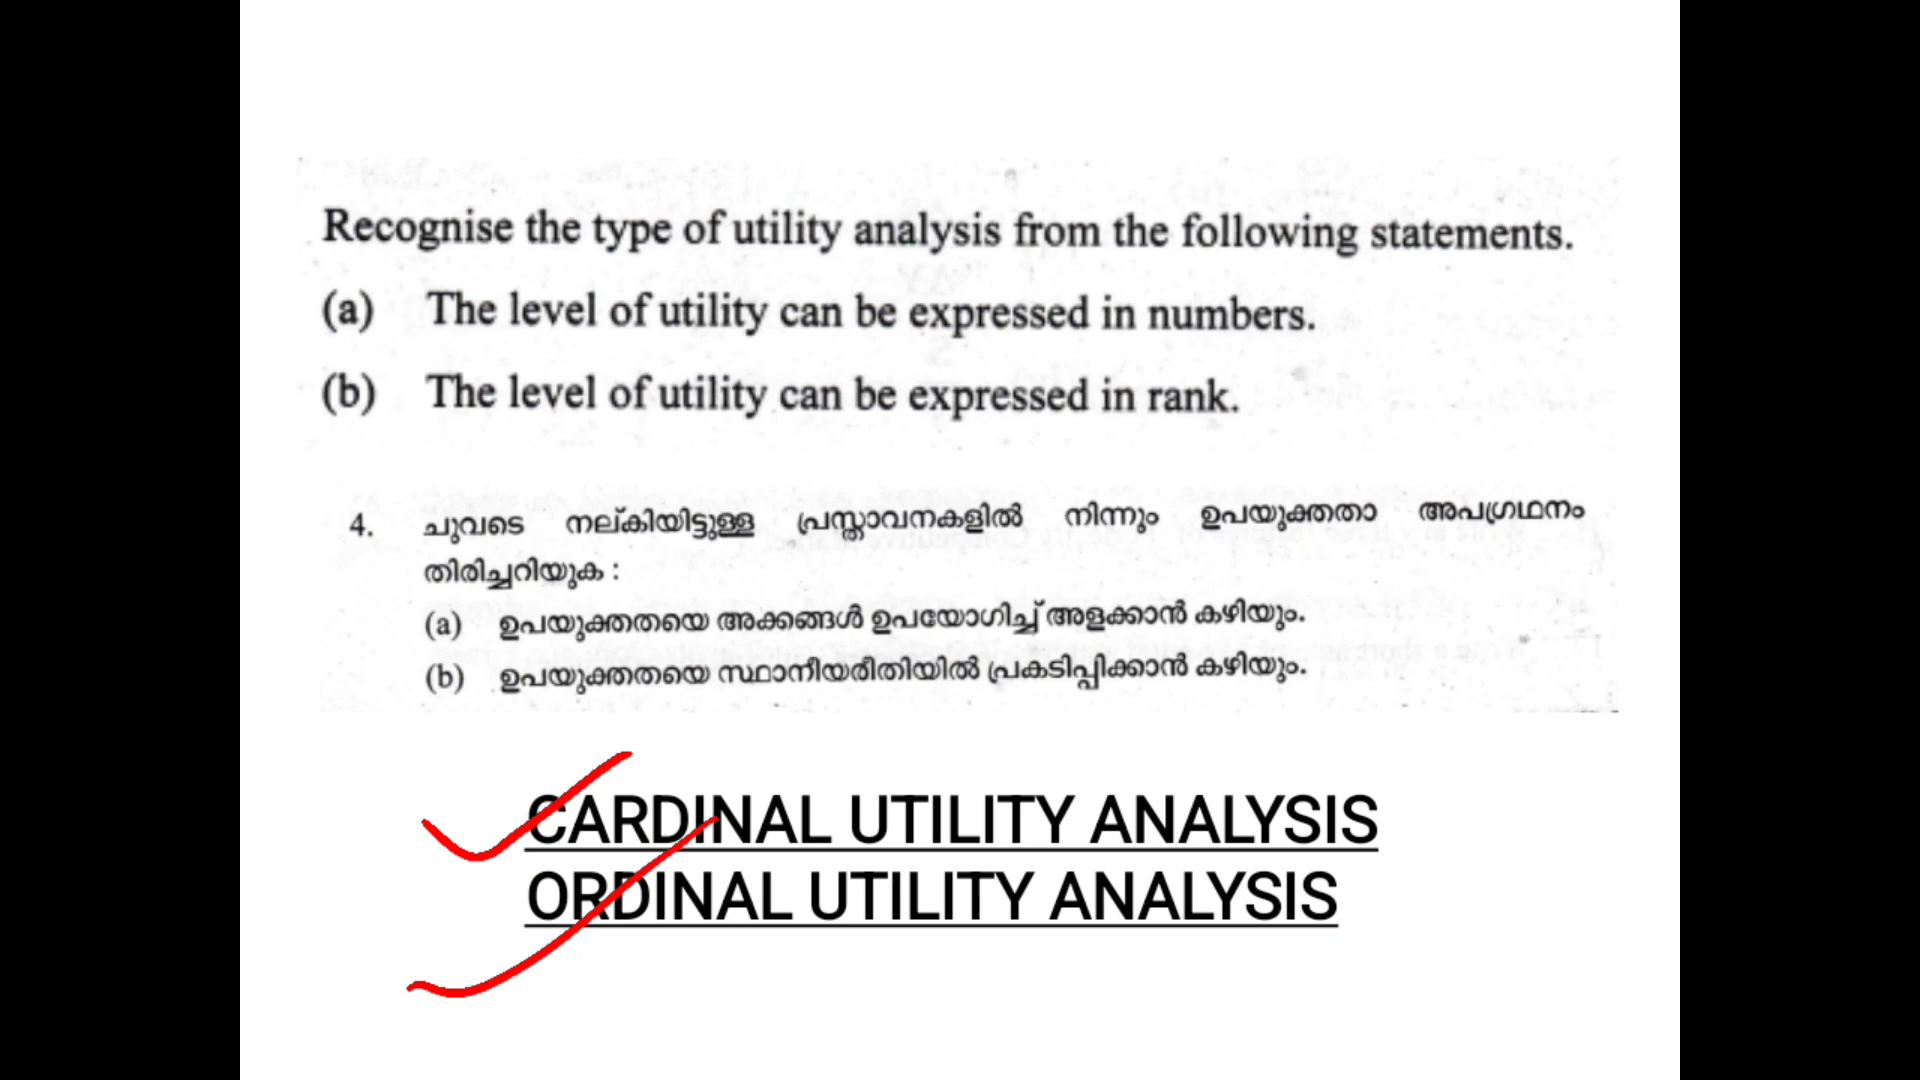 Recognise the type of utility analysis from the following statements.
(a) The level of utility can be expressed in numbers.
(b) The level of utility can be expressed in rank.
4. ചുവടെ നല്കിയിട്ടുള്ള പ്രസ്താവനകളിൽ നിന്നും ഉപയുക്തതാ അപഗ്രഥനം
തിരിച്ചറിയുക :
(a) ഉപയുക്തതയെ അക്കങ്ങൾ ഉപയോഗിച്ച് അളക്കാൻ കഴിയും.
(b) ഉപയുക്തതയെ സ്ഥാനീയരീതിയിൽ പ്രകടിപ്പിക്കാൻ കഴിയും.
CARDINAL UTILITY ANALYSIS
ORDINAL UTILITY ANALYSIS